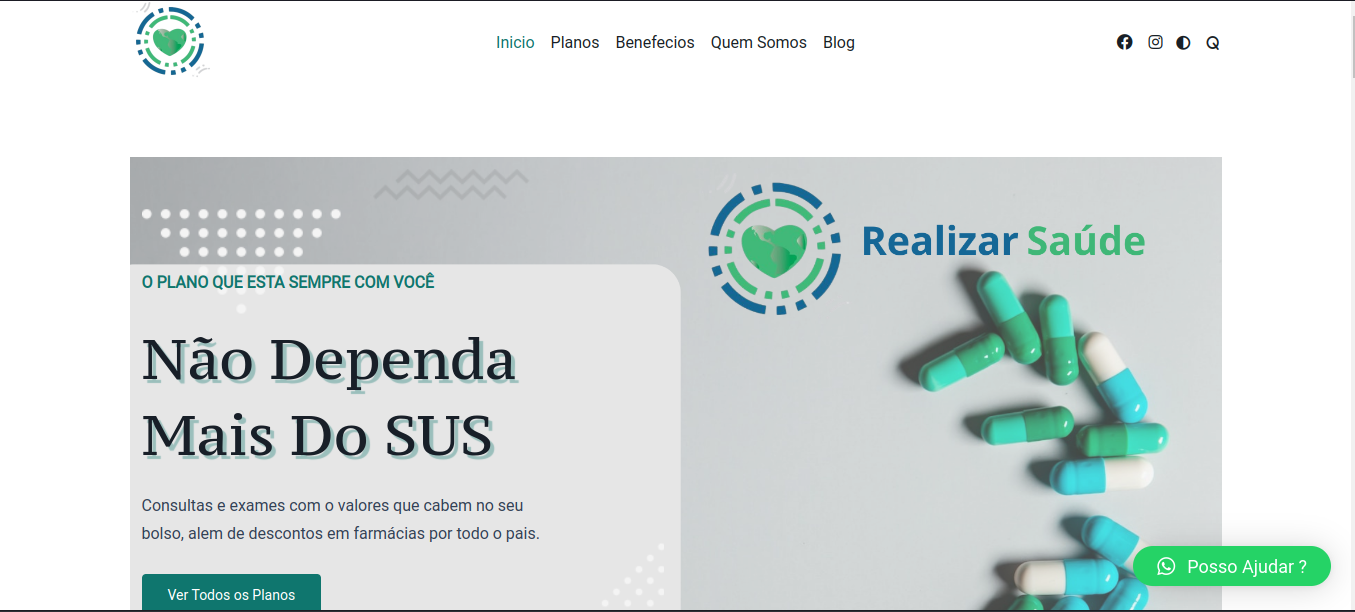 Inicio Planos Benefecios Quem Somos Blog
Realizar Saúde
O PLANO QUE ESTA SEMPRE COM VOCÊ
Não Dependa
Mais Do SUS
Consultas e exames com o valores que cabem no seu
bolso, alem de descontos em farmácias por todo o pais.
Ver Todos os Planos
Posso Ajudar ?